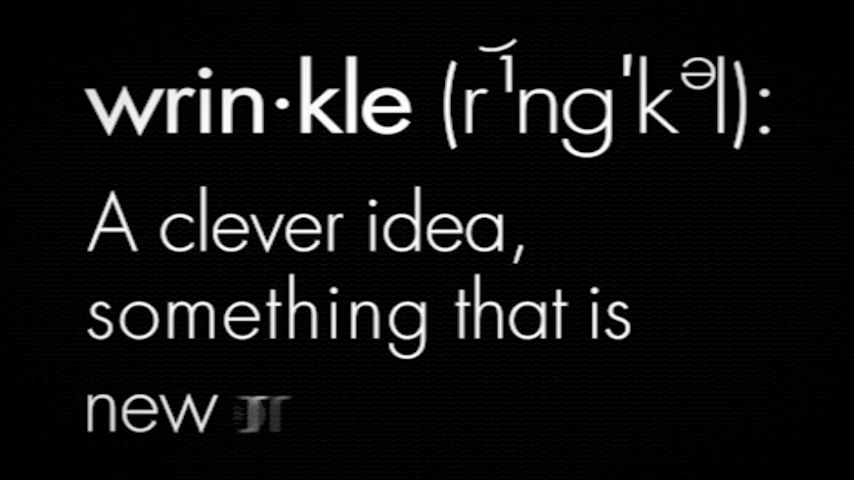 wrin·kle (rĭng'kəl):
A clever idea,
something that is
new